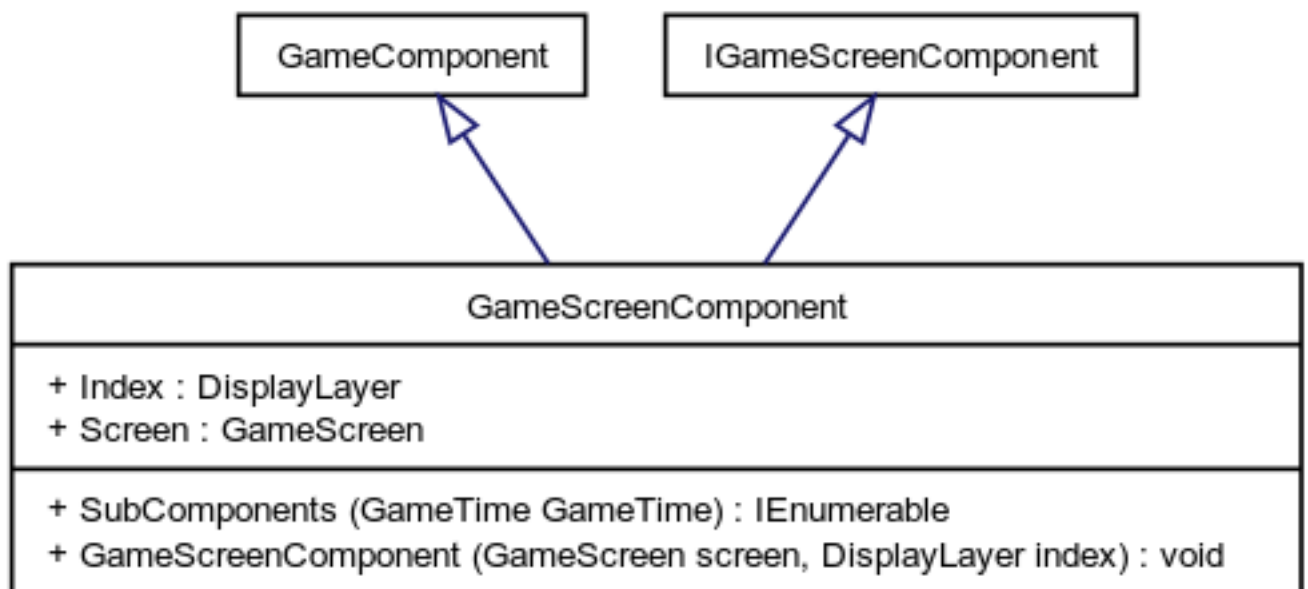 GameComponent
IGameScreenComponent
GameScreenComponent
+ Index : DisplayLayer
+ Screen : GameScreen
+ SubComponents (GameTime GameTime) : IEnumerable
+ GameScreenComponent (GameScreen screen, DisplayLayer index) : void